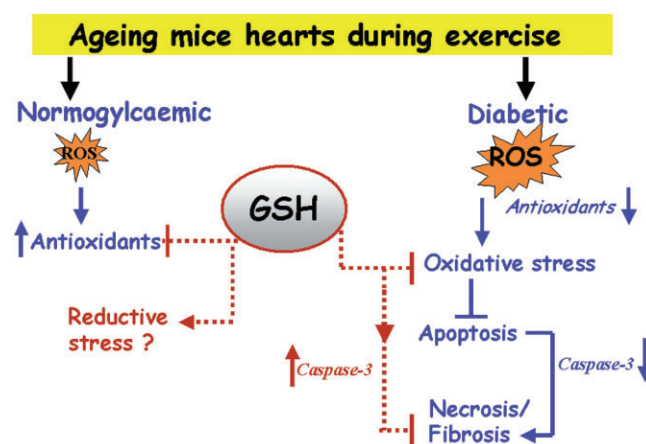 Ageing mice hearts during exercise
Normogylcaemic
Diabetic
ROS
ROS
Antioxidants
GSH
Antioxidants
Oxidative stress
Reductive
stress ?
Apoptosis
Caspase-3
Caspase-3
Necrosis/
Fibrosis